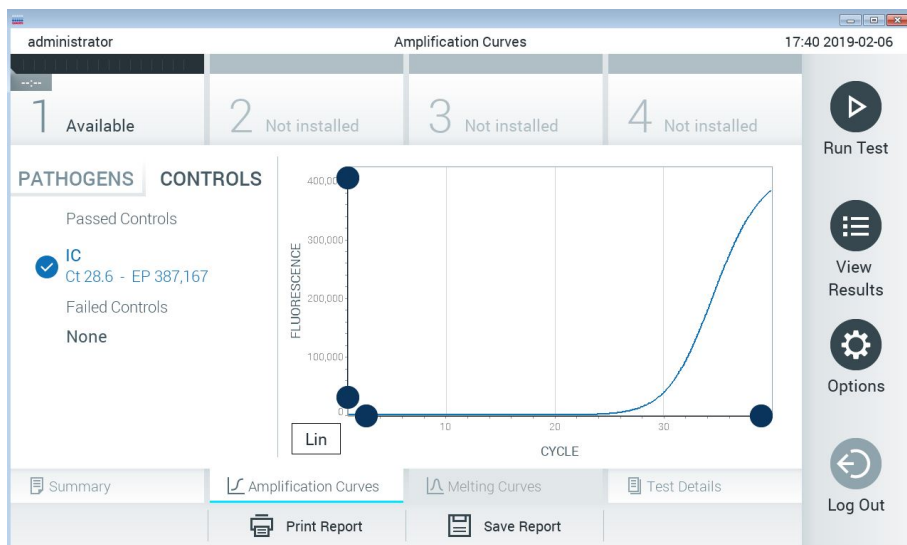 administrator
Amplification Curves
17:40 2019-02-06
--:--
1 Available
2 Not installed
3 Not installed
4 Not installed
Run Test
PATHOGENS
CONTROLS
Passed Controls
IC
Ct 28.6 - EP 387,167
Failed Controls
None
FLUORESCENCE
300,000
200,000
100,000
0
10
20
30
CYCLE
Lin
View
Results
Options
Log Out
Summary
Amplification Curves
Melting Curves
Test Details
Print Report
Save Report